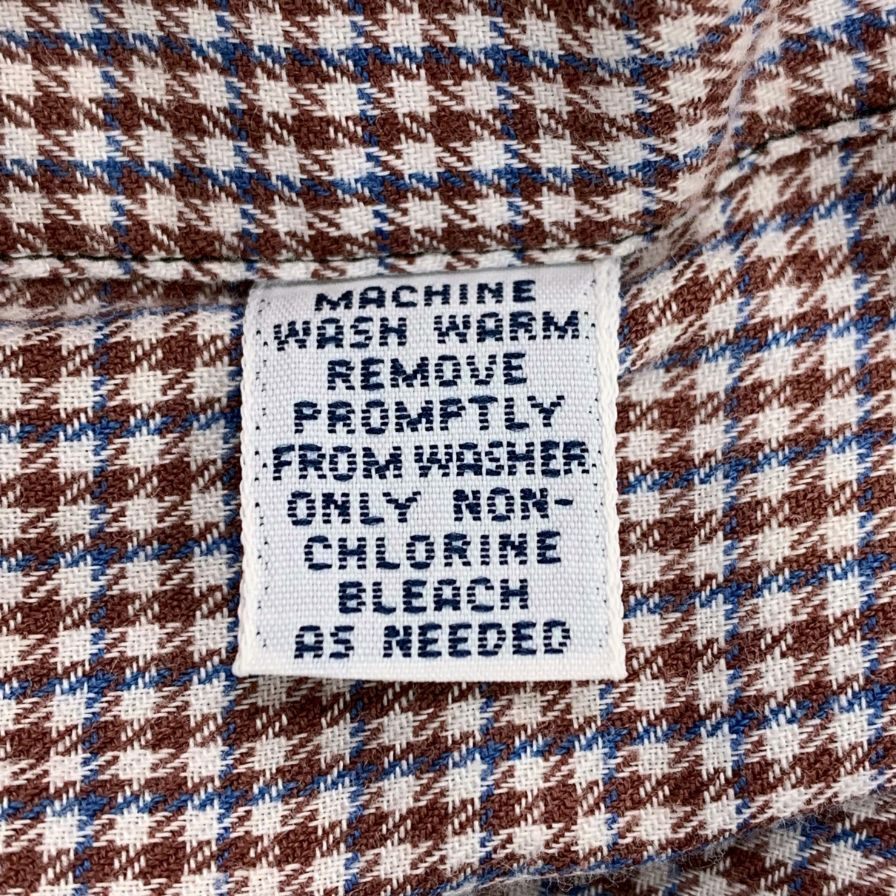 MACHINE
WASH WARM
REMOVE
PROMPTLY
FROM WASHER
ONLY NON-
CHLORINE
BLEACH
AS NEEDED